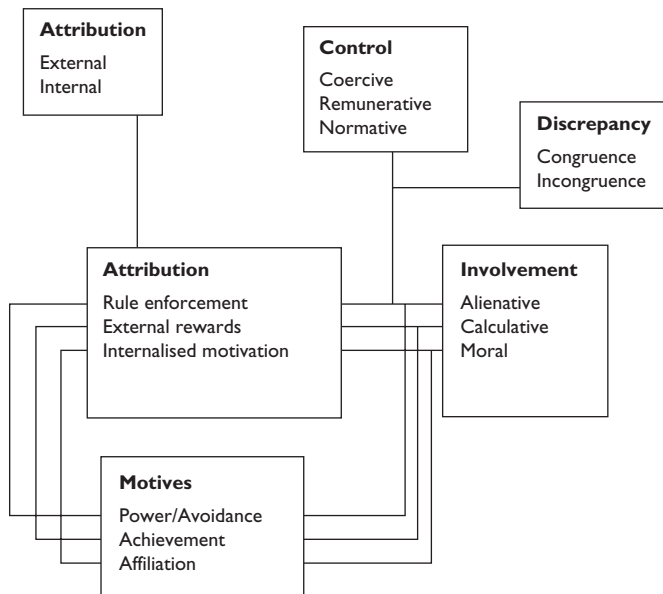 Attribution
External
Internal
Control
Coercive
Remunerative
Normative
Discrepancy
Congruence
Incongruence
Attribution
Rule enforcement
External rewards
Internalised motivation
Involvement
Alienative
Calculative
Moral
Motives
Power/Avoidance
Achievement
Affiliation